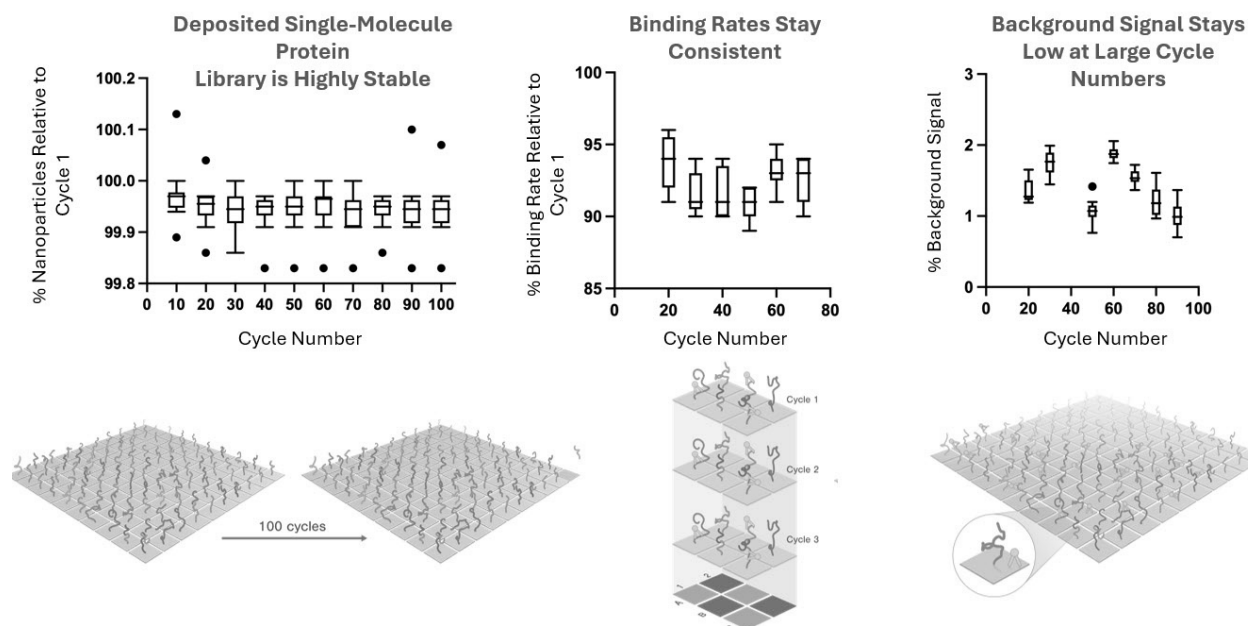 Deposited Single-Molecule
Protein
Library is Highly Stable
% Nanoparticles Relative to
Cycle 1
100.2
100.1
100.0
99.9
99.8
0 10 20 30 40 50 60 70 80 90 100
Cycle Number
Binding Rates Stay
Consistent
% Binding Rate Relative to
Cycle 1
100
95
90
85
0 20 40 60 80
Cycle Number
Background Signal Stays
Low at Large Cycle
Numbers
% Background Signal
3
2
1
0
0 20 40 60 80 100
Cycle Number
100 cycles
Cycle 1
Cycle 2
Cycle 3
1 2
A
B